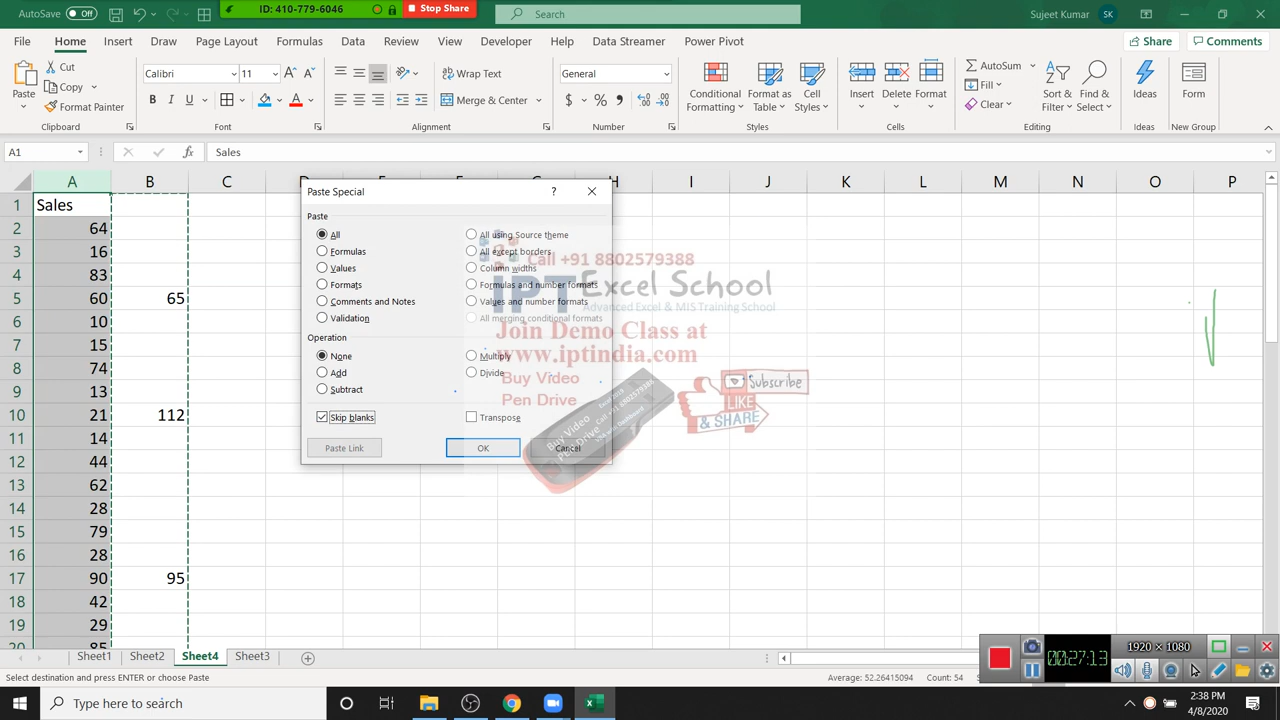 AutoSave Off
ID: 410-779-6046
Stop Share
Search
Sujeet Kumar SK
File Home Insert Draw Page Layout Formulas Data Review View Developer Help Data Streamer Power Pivot
Share Comments
Paste
Cut
Copy
Format Painter
Calibri 11
B I U
Wrap Text
Merge & Center
General
$ % ,
Conditional Formatting
Format as Table
Cell Styles
Insert Delete Format
AutoSum
Fill
Clear
Sort & Filter
Find & Select
Ideas
Form
Clipboard Font Alignment Number Styles Cells Editing Ideas New Group
A1 fx Sales
A B C D E F G H I J K L M N O P
1 Sales
2 64
3 16
4 83
5 60 65
6 10
7 15
8 74
9 13
10 21 112
11 14
12 44
13 62
14 28
15 79
16 28
17 90 95
18 42
19 29
20 85
Paste Special ?
Paste
All
All using Source theme
Formulas
All except borders
Values
Column widths
Formats
Formulas and number formats
Comments and Notes
Values and number formats
Validation
All merging conditional formats
Operation
None
Multiply
Add
Divide
Subtract
Skip blanks
Transpose
Paste Link
OK
Cancel
Call +91 8802579388
iPT Excel School
Advanced Excel & MIS Training School
Join Demo Class at
www.iptindia.com
Buy Video
Pen Drive
Buy Video
Pen Drive
Call +91 8802579388
Subscribe
LIKE
& SHARE
Sheet1 Sheet2 Sheet4 Sheet3
Select destination and press ENTER or choose Paste
Average: 52.26415094 Count: 54
00:27:13
1920 × 1080
Type here to search
2:38 PM
4/8/2020